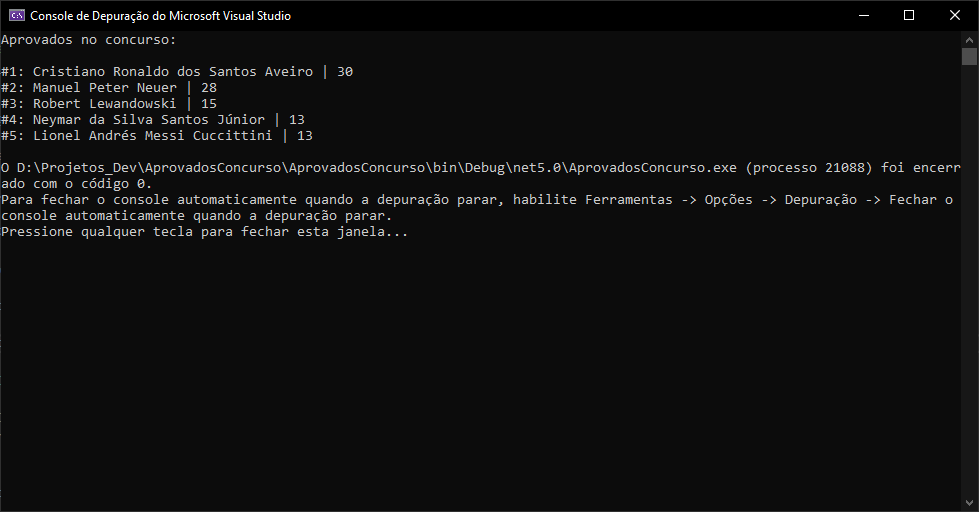 Console de Depuração do Microsoft Visual Studio
Aprovados no concurso:
#1: Cristiano Ronaldo dos Santos Aveiro | 30
#2: Manuel Peter Neuer | 28
#3: Robert Lewandowski | 15
#4: Neymar da Silva Santos Júnior | 13
#5: Lionel Andrés Messi Cuccittini | 13
O D:\Projetos_Dev\AprovadosConcurso\AprovadosConcurso\bin\Debug\net5.0\AprovadosConcurso.exe (processo 21088) foi encerr
ado com o código 0.
Para fechar o console automaticamente quando a depuração parar, habilite Ferramentas -> Opções -> Depuração -> Fechar o
console automaticamente quando a depuração parar.
Pressione qualquer tecla para fechar esta janela...